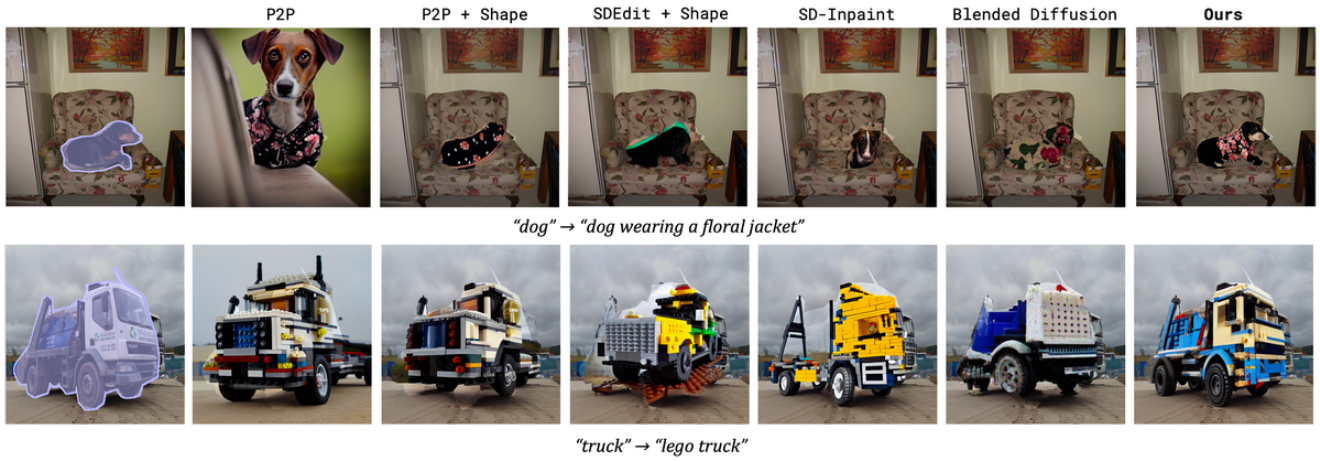 P2P P2P + Shape SDEdit + Shape SD-Inpaint Blended Diffusion Ours
“dog” → “dog wearing a floral jacket”
“truck” → “lego truck”